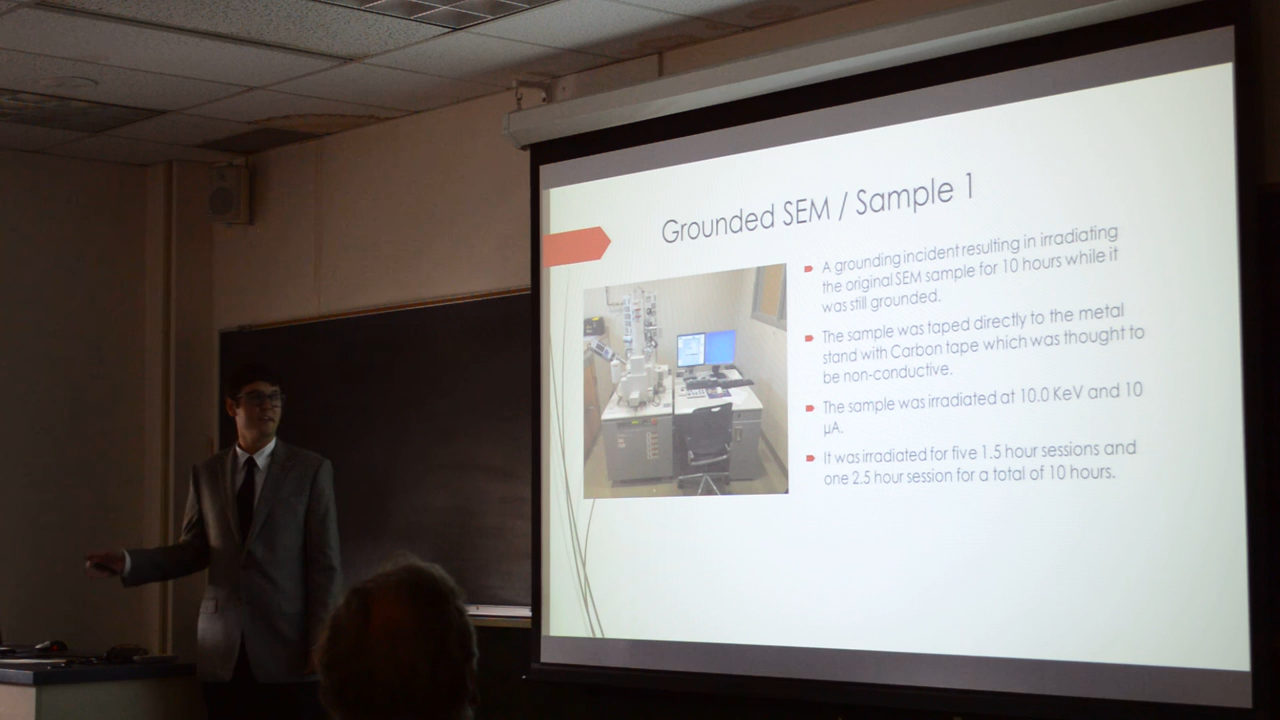 Grounded SEM / Sample 1
A grounding incident resulting in irradiating
the original SEM sample for 10 hours while it
was still grounded.
The sample was taped directly to the metal
stand with Carbon tape which was thought to
be non-conductive.
The sample was irradiated at 10.0 KeV and 10
µA.
It was irradiated for five 1.5 hour sessions and
one 2.5 hour session for a total of 10 hours.